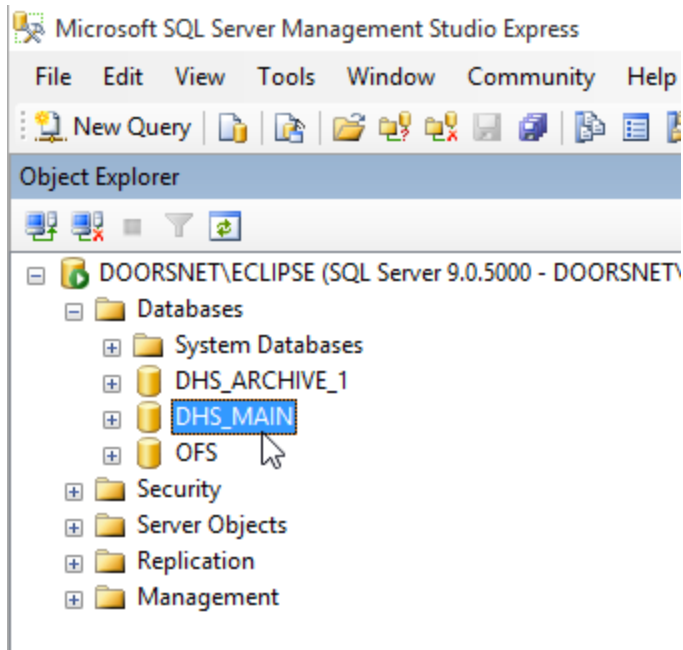 Microsoft SQL Server Management Studio Express
File Edit View Tools Window Community Help
New Query
Object Explorer
DOORSNET\ECLIPSE (SQL Server 9.0.5000 - DOORSNET\
Databases
System Databases
DHS_ARCHIVE_1
DHS_MAIN
OFS
Security
Server Objects
Replication
Management